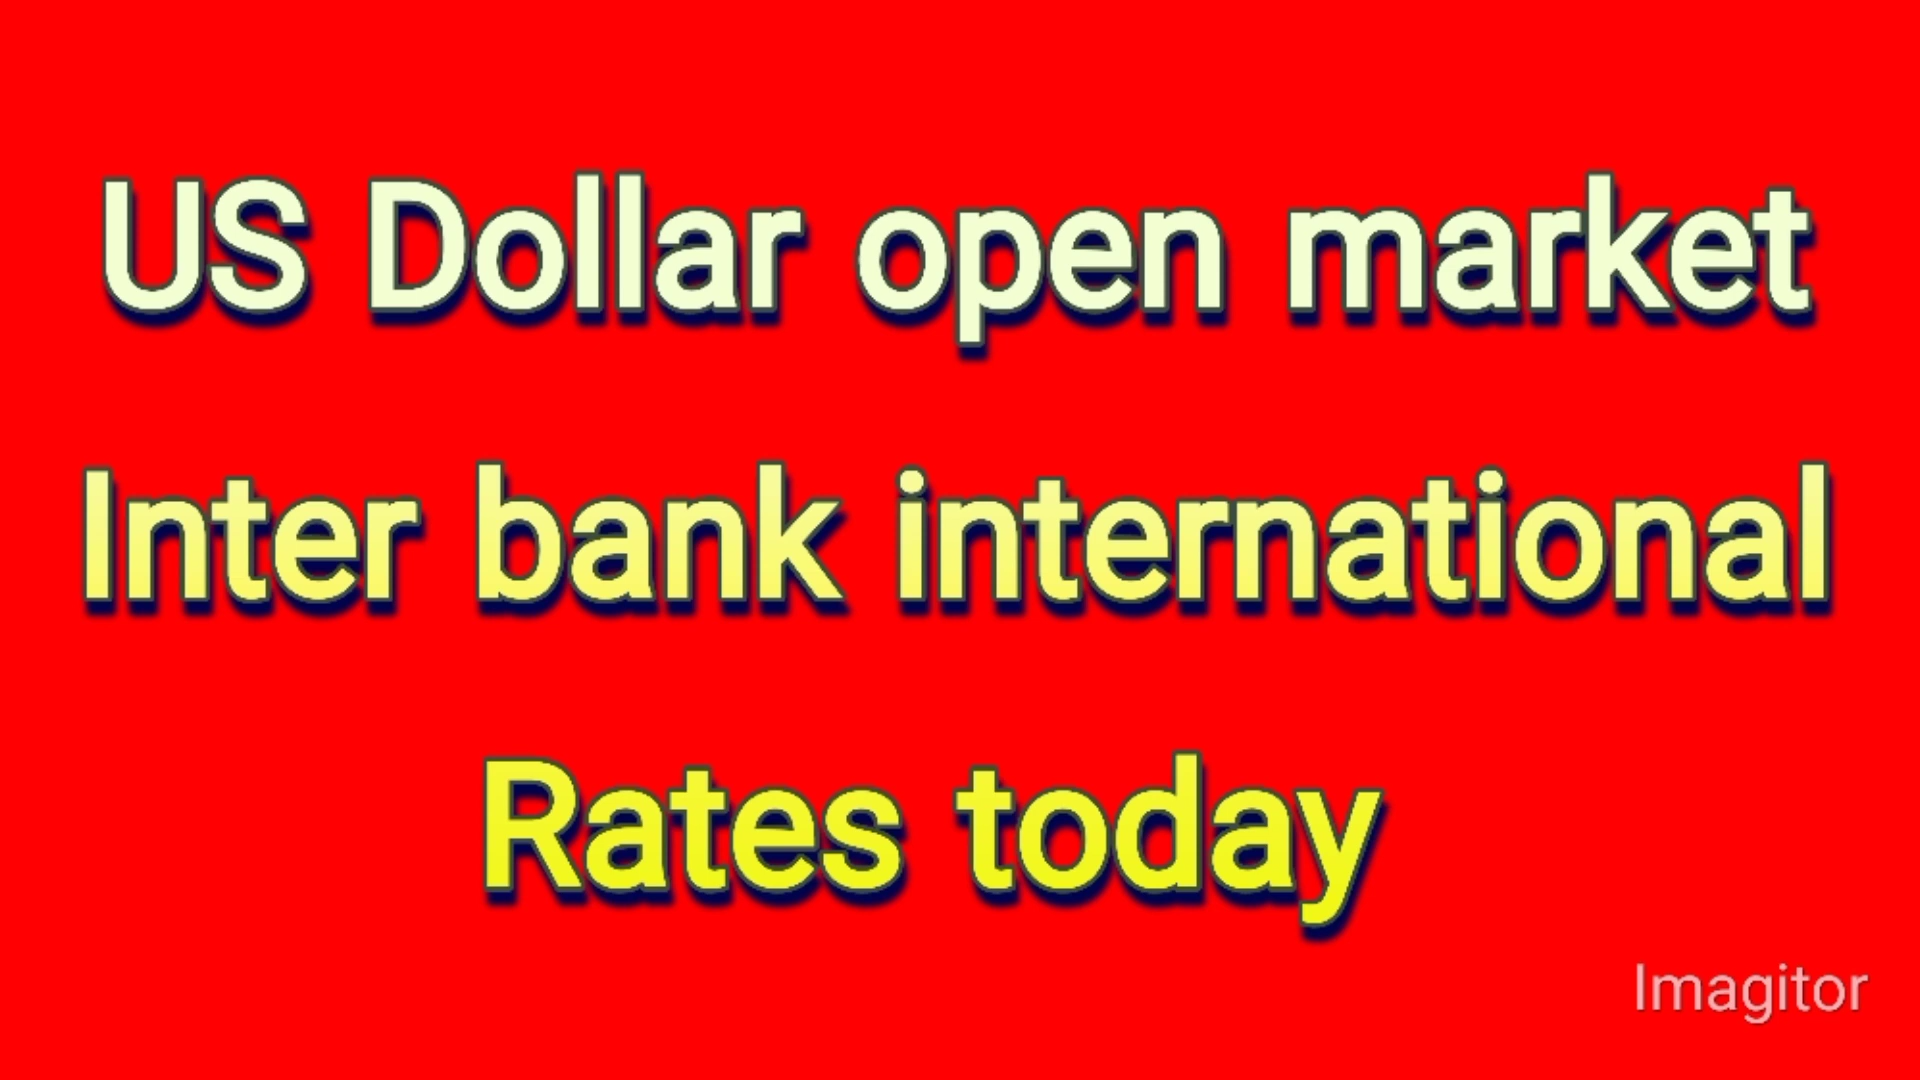 US Dollar open market
Inter bank international
Rates today
Imagitor